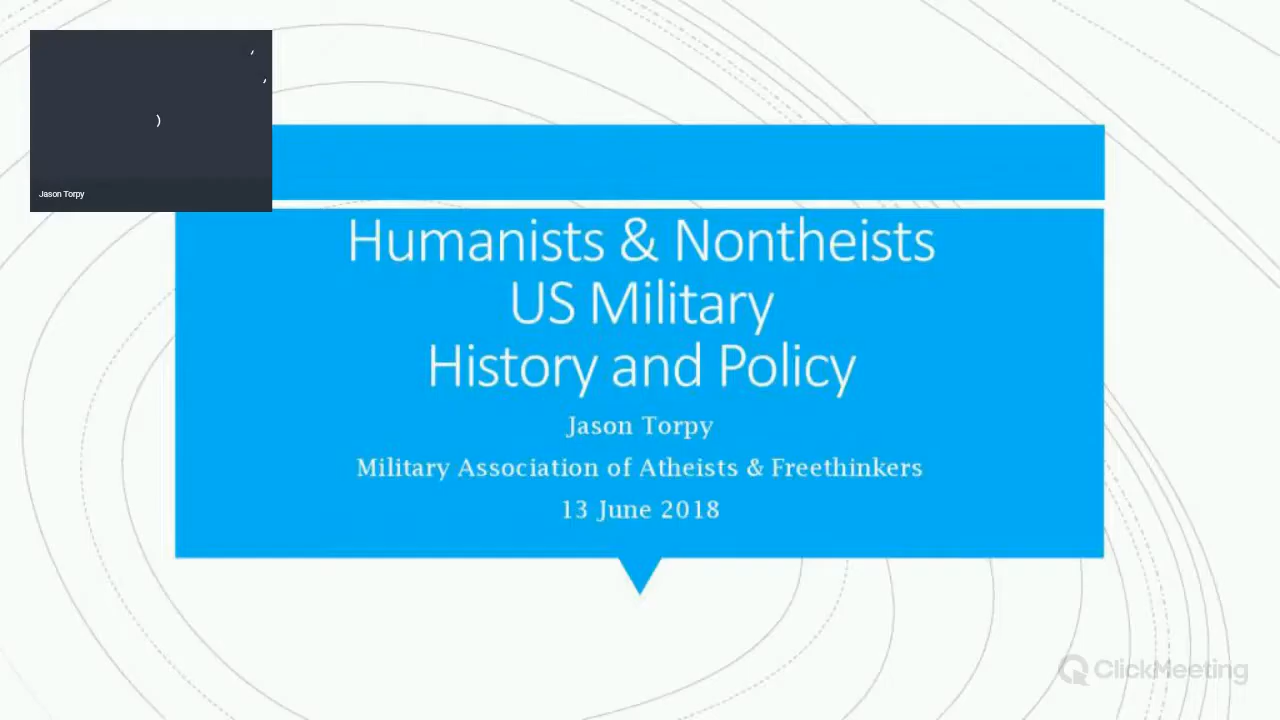 Jason Torpy
Humanists & Nontheists
US Military
History and Policy
Jason Torpy
Military Association of Atheists & Freethinkers
13 June 2018
ClickMeeting